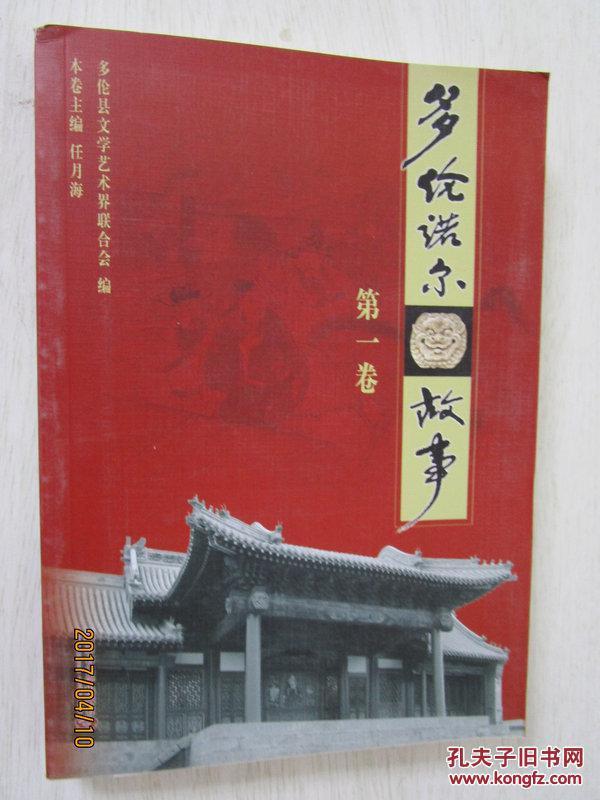 多伦诺尔故事
第一卷
多伦县文学艺术界联合会 编
本卷主编 任月海
2017/04/10
孔夫子旧书网
www.kongfz.com